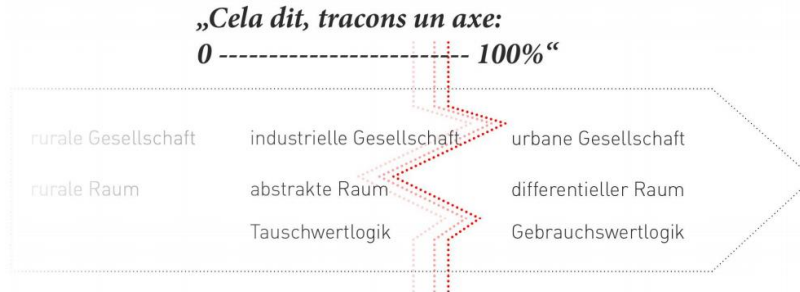 „Cela dit, tracons un axe:
0 ------------------------- 100%“
rurale Gesellschaft industrielle Gesellschaft urbane Gesellschaft
rurale Raum abstrakte Raum differentieller Raum
Tauschwertlogik Gebrauchswertlogik